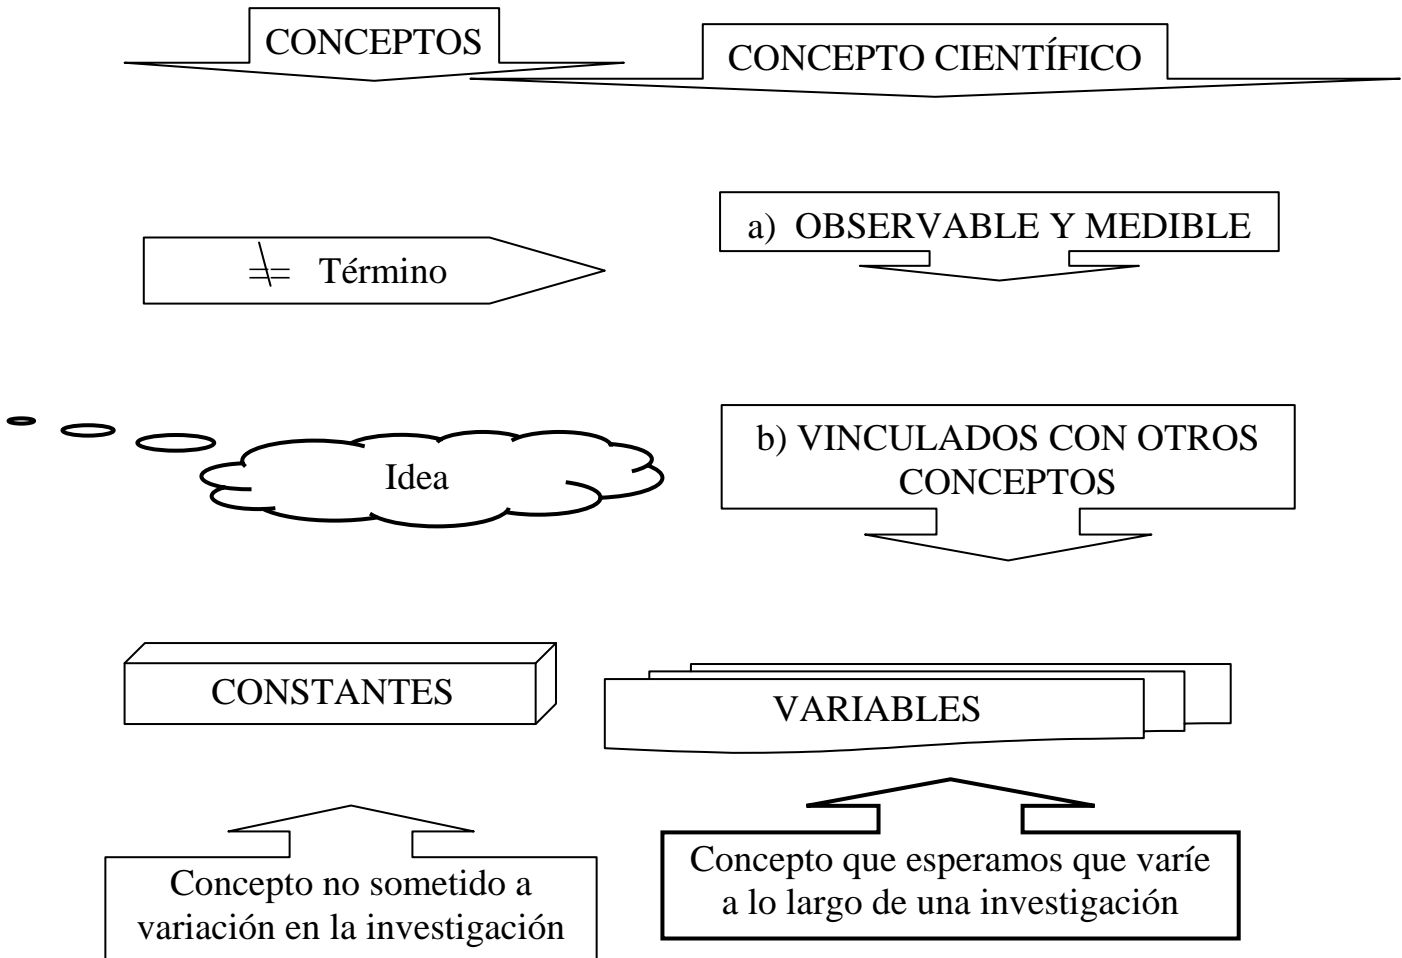 CONCEPTOS
CONCEPTO CIENTÍFICO
a) OBSERVABLE Y MEDIBLE
≠ Término
Idea
b) VINCULADOS CON OTROS
CONCEPTOS
CONSTANTES
VARIABLES
Concepto no sometido a
variación en la investigación
Concepto que esperamos que varíe
a lo largo de una investigación